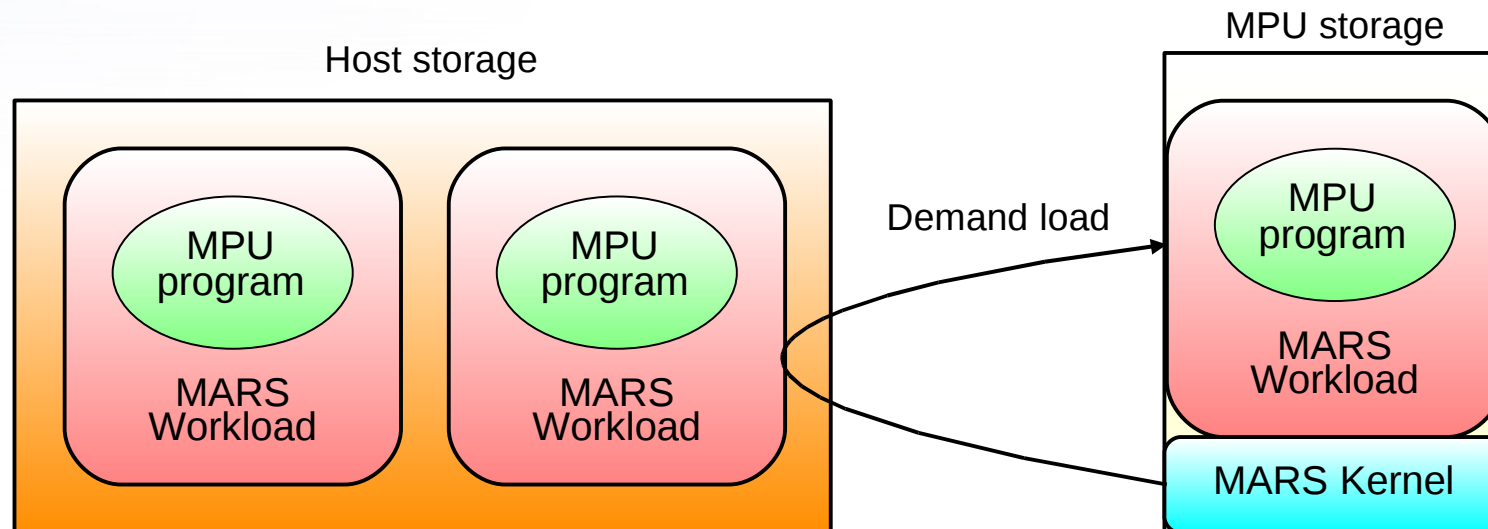 MPU storage
Host storage
MPU
program
MARS
Workload
MPU
program
MARS
Workload
Demand load
MPU
program
MARS
Workload
MARS Kernel